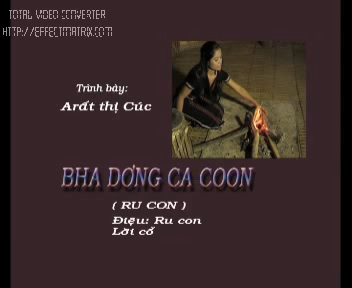 TOTAL VIDEO CONVERTER
HTTP://EFFECTMATRIX.COM
Trình bày:
Arất thị Cúc
BHA DƠNG CA COON
( RU CON )
Điệu: Ru con
Lời cổ